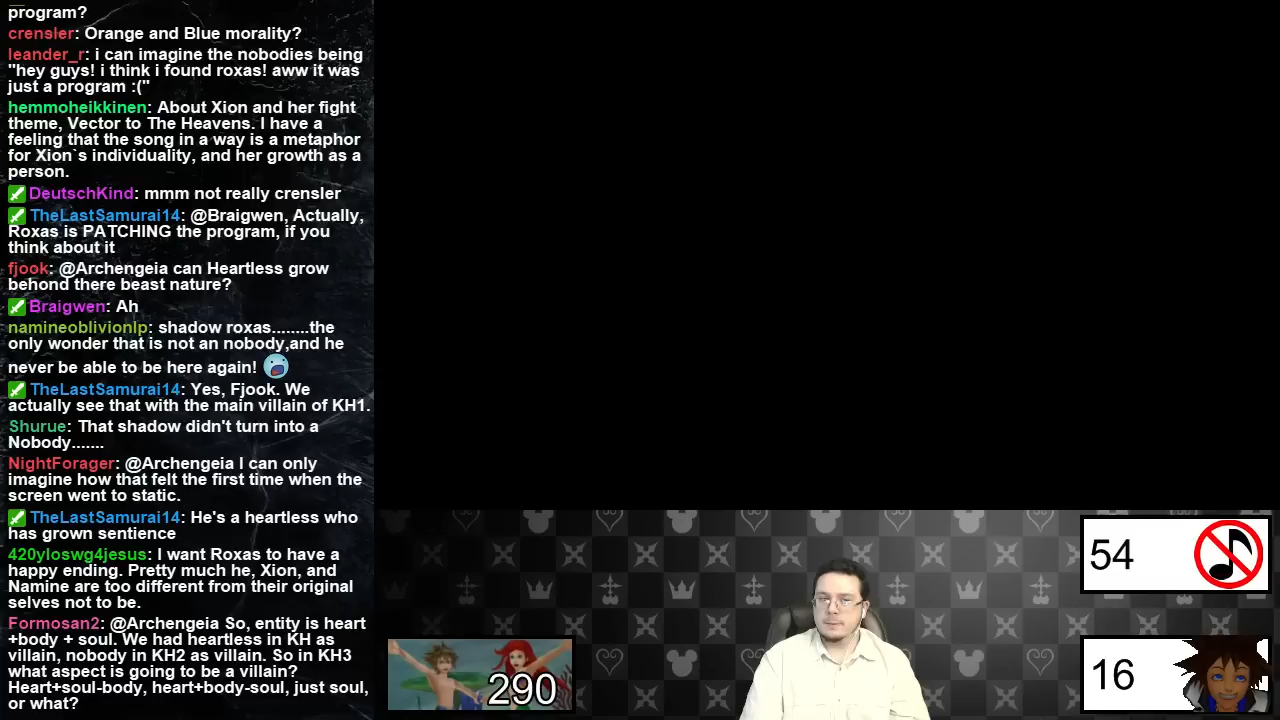 program?
crensler: Orange and Blue morality?
leander_r: i can imagine the nobodies being
"hey guys! i think i found roxas! aww it was
just a program :("
hemmoheikkinen: About Xion and her fight
theme, Vector to The Heavens. I have a
feeling that the song in a way is a metaphor
for Xion`s individuality, and her growth as a
person.
DeutschKind: mmm not really crensler
TheLastSamurai14: @Braigwen, Actually,
Roxas is PATCHING the program, if you
think about it
fjook: @Archengeia can Heartless grow
behond there beast nature?
Braigwen: Ah
namineoblivionlp: shadow roxas........the
only wonder that is not an nobody,and he
never be able to be here again!
TheLastSamurai14: Yes, Fjook. We
actually see that with the main villain of KH1.
Shurue: That shadow didn't turn into a
Nobody.......
NightForager: @Archengeia I can only
imagine how that felt the first time when the
screen went to static.
TheLastSamurai14: He's a heartless who
has grown sentience
420yloswg4jesus: I want Roxas to have a
happy ending. Pretty much he, Xion, and
Namine are too different from their original
selves not to be.
Formosan2: @Archengeia So, entity is heart
+body + soul. We had heartless in KH as
villain, nobody in KH2 as villain. So in KH3
what aspect is going to be a villain?
Heart+soul-body, heart+body-soul, just soul,
or what?
290
54
16